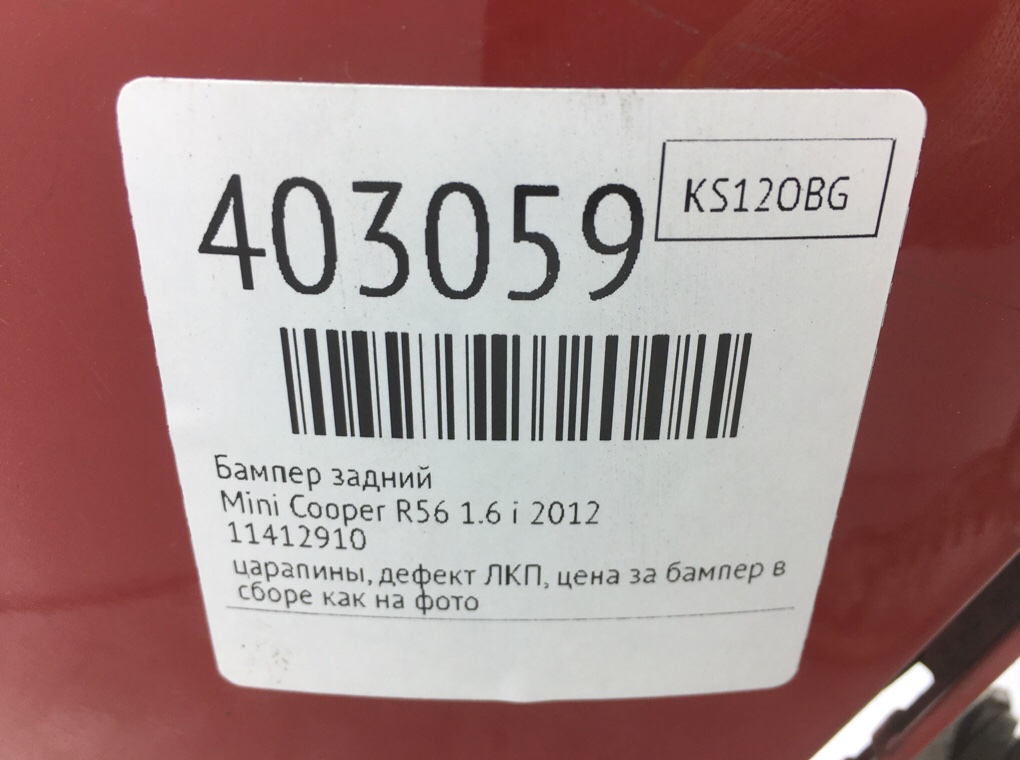 403059
KS120BG
Бампер задний
Mini Cooper R56 1.6 i 2012
11412910
царапины, дефект ЛКП, цена за бампер в
сборе как на фото